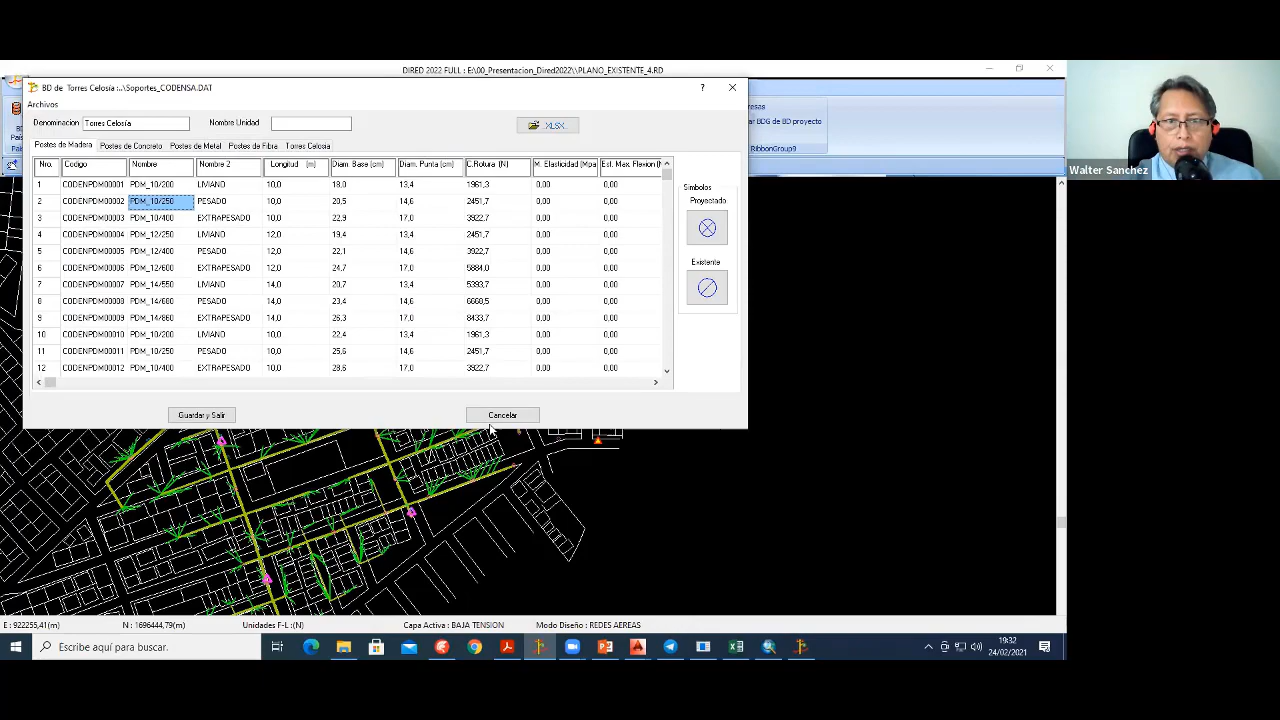 DIRED 2022 FULL : E:\00_Presentacion_Dired2022\\PLANO_EXISTENTE_4.RD
BD de Torres Celosía :..\Soportes_CODENSA.DAT
?
Archivos
Denominacion Torres Celosía Nombre Unidad .XLSX..
Postes de Madera Postes de Concreto Postes de Metal Postes de Fibra Torres Celosia
No. Codigo Nombre Nombre 2 Longitud (m) Diam. Base (cm) Diam. Punta (cm) C.Rotura (N) M. Elasticidad (Mpa Esf. Max. Flexion (M
1 CODENPDM00001 PDM_10/200 LIVIANO 10,0 18,0 13,4 1961,3 0,00 0,00
2 CODENPDM00002 PDM_10/250 PESADO 10,0 20,5 14,6 2451,7 0,00 0,00
3 CODENPDM00003 PDM_10/400 EXTRAPESADO 10,0 22,9 17,0 3922,7 0,00 0,00
4 CODENPDM00004 PDM_12/250 LIVIANO 12,0 19,4 13,4 2451,7 0,00 0,00
5 CODENPDM00005 PDM_12/400 PESADO 12,0 22,1 14,6 3922,7 0,00 0,00
6 CODENPDM00006 PDM_12/600 EXTRAPESADO 12,0 24,7 17,0 5884,0 0,00 0,00
7 CODENPDM00007 PDM_14/550 LIVIANO 14,0 20,7 13,4 5393,7 0,00 0,00
8 CODENPDM00008 PDM_14/680 PESADO 14,0 23,4 14,6 6668,5 0,00 0,00
9 CODENPDM00009 PDM_14/860 EXTRAPESADO 14,0 26,3 17,0 8433,7 0,00 0,00
10 CODENPDM00010 PDM_10/200 LIVIANO 10,0 22,4 13,4 1961,3 0,00 0,00
11 CODENPDM00011 PDM_10/250 PESADO 10,0 25,6 14,6 2451,7 0,00 0,00
12 CODENPDM00012 PDM_10/400 EXTRAPESADO 10,0 28,6 17,0 3922,7 0,00 0,00
Simbolos
Proyectado
Existente
Guardar y Salir Cancelar
esas
ar BDG de BD proyecto
RibbonGroup9
Walter Sanchez
E : 922255,41(m) N : 1696444,79(m) Unidades F-L :(N) Capa Activa : BAJA TENSION Modo Diseño : REDES AEREAS
Escribe aquí para buscar.
19:32
24/02/2021